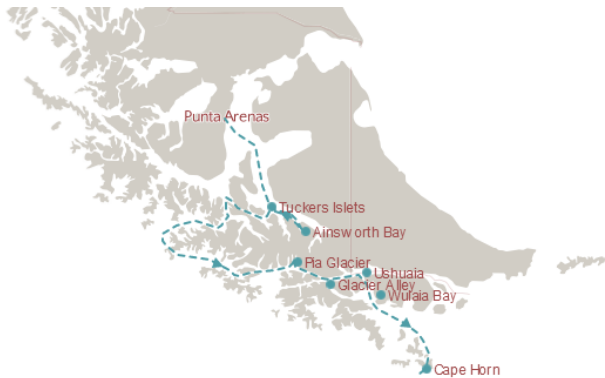 Punta Arenas
Tuckers Islets
Ainsworth Bay
Pia Glacier
Ushuaia
Glacier Alley
Wulaia Bay
Cape Horn